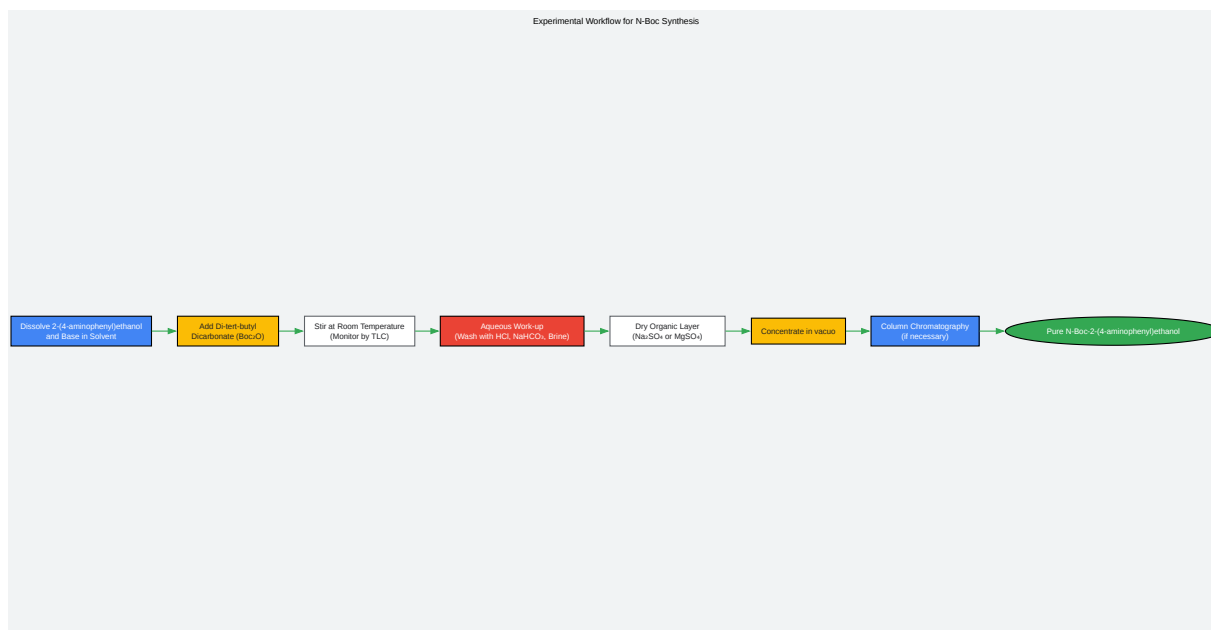 Experimental Workflow for N-Boc Synthesis
Dissolve 2-(4-aminophenyl)ethanol
and Base in Solvent
Add Di-tert-butyl
Dicarbonate (Boc₂O)
Stir at Room Temperature
(Monitor by TLC)
Aqueous Work-up
(Wash with HCl, NaHCO₃, Brine)
Dry Organic Layer
(Na₂SO₄ or MgSO₄)
Concentrate in vacuo
Column Chromatography
(if necessary)
Pure N-Boc-2-(4-aminophenyl)ethanol